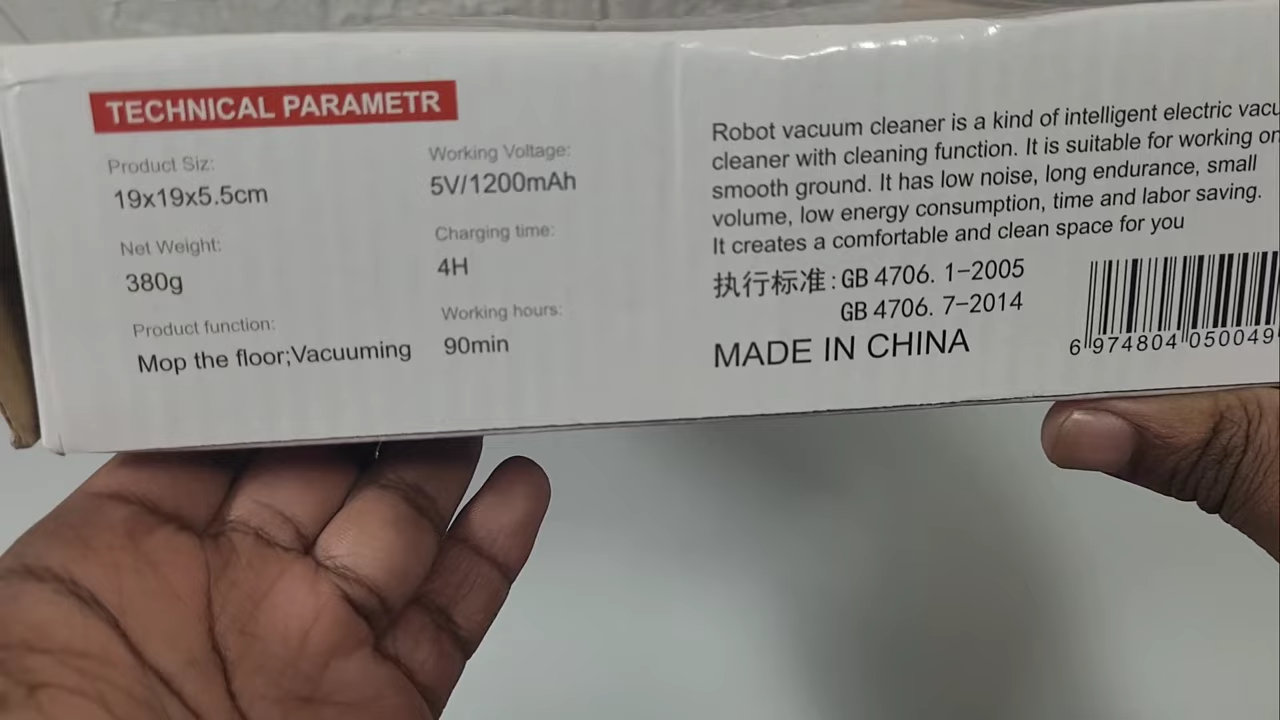 TECHNICAL PARAMETR
Product Siz:
19x19x5.5cm
Net Weight:
380g
Product function:
Mop the floor;Vacuuming
Working Voltage:
5V/1200mAh
Charging time:
4H
Working hours:
90min
Robot vacuum cleaner is a kind of intelligent electric
cleaner with cleaning function. It is suitable for working on
smooth ground. It has low noise, long endurance, small
volume, low energy consumption, time and labor saving.
It creates a comfortable and clean space for you
执行标准:GB 4706. 1-2005
GB 4706. 7-2014
MADE IN CHINA
6 974804 050049